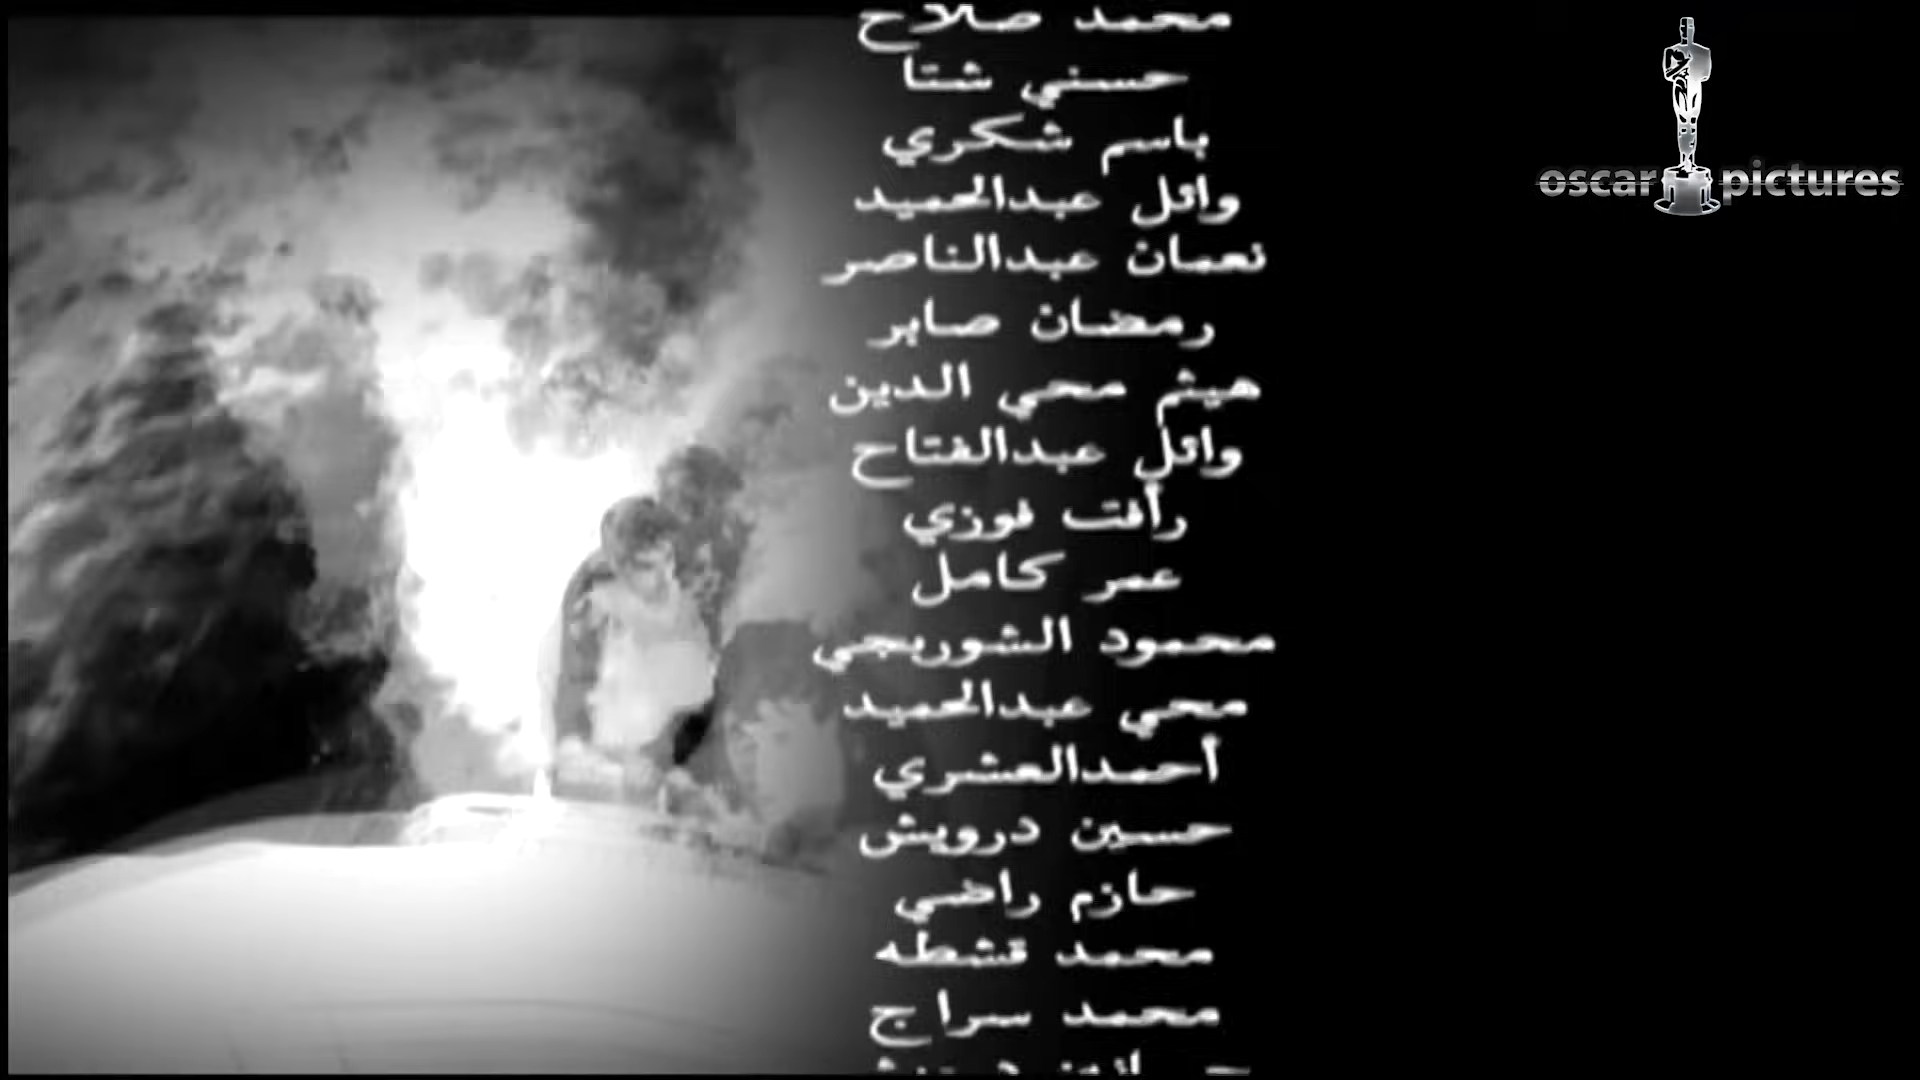 محمد صلاح
حسني شتا
باسم شكري
وائل عبدالحميد
نعمان عبدالناصر
رمضان صابر
هيثم محي الدين
وائل عبدالفتاح
رأفت فوزي
عمر كامل
محمود الشوربجي
محي عبدالحميد
أحمدالعشري
حسين درويش
حازم راضي
محمد قشطه
محمد سراج
oscar pictures